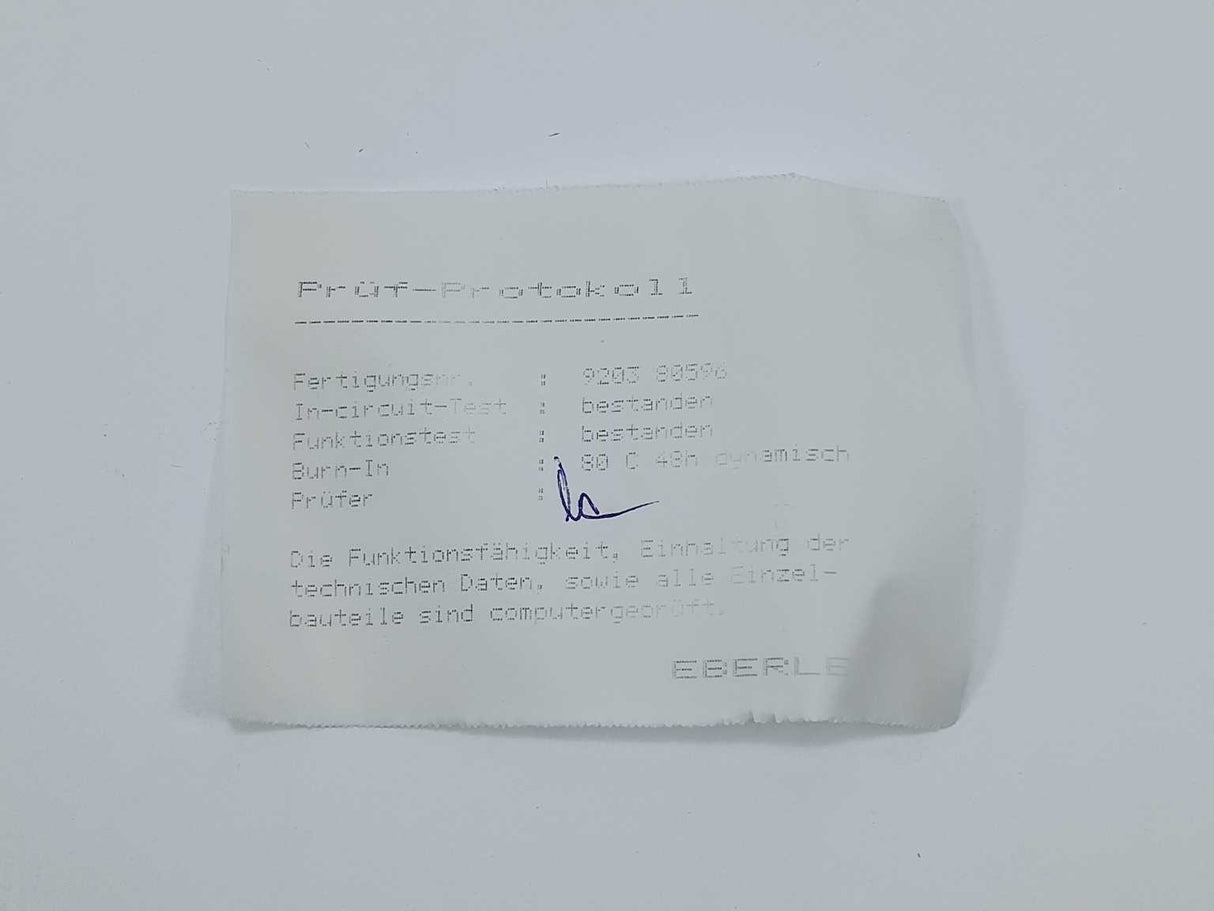 Prüf-Protokoll
Fertigungsnr. : 9203 80596
In-circuit-Test : bestanden
Funktionstest : bestanden
Burn-In : 80 C 48h dynamisch
Prüfer :
Die Funktionsfähigkeit, Einhaltung der
technischen Daten, sowie alle Einzel-
bauteile sind computergeprüft.
EBERLE